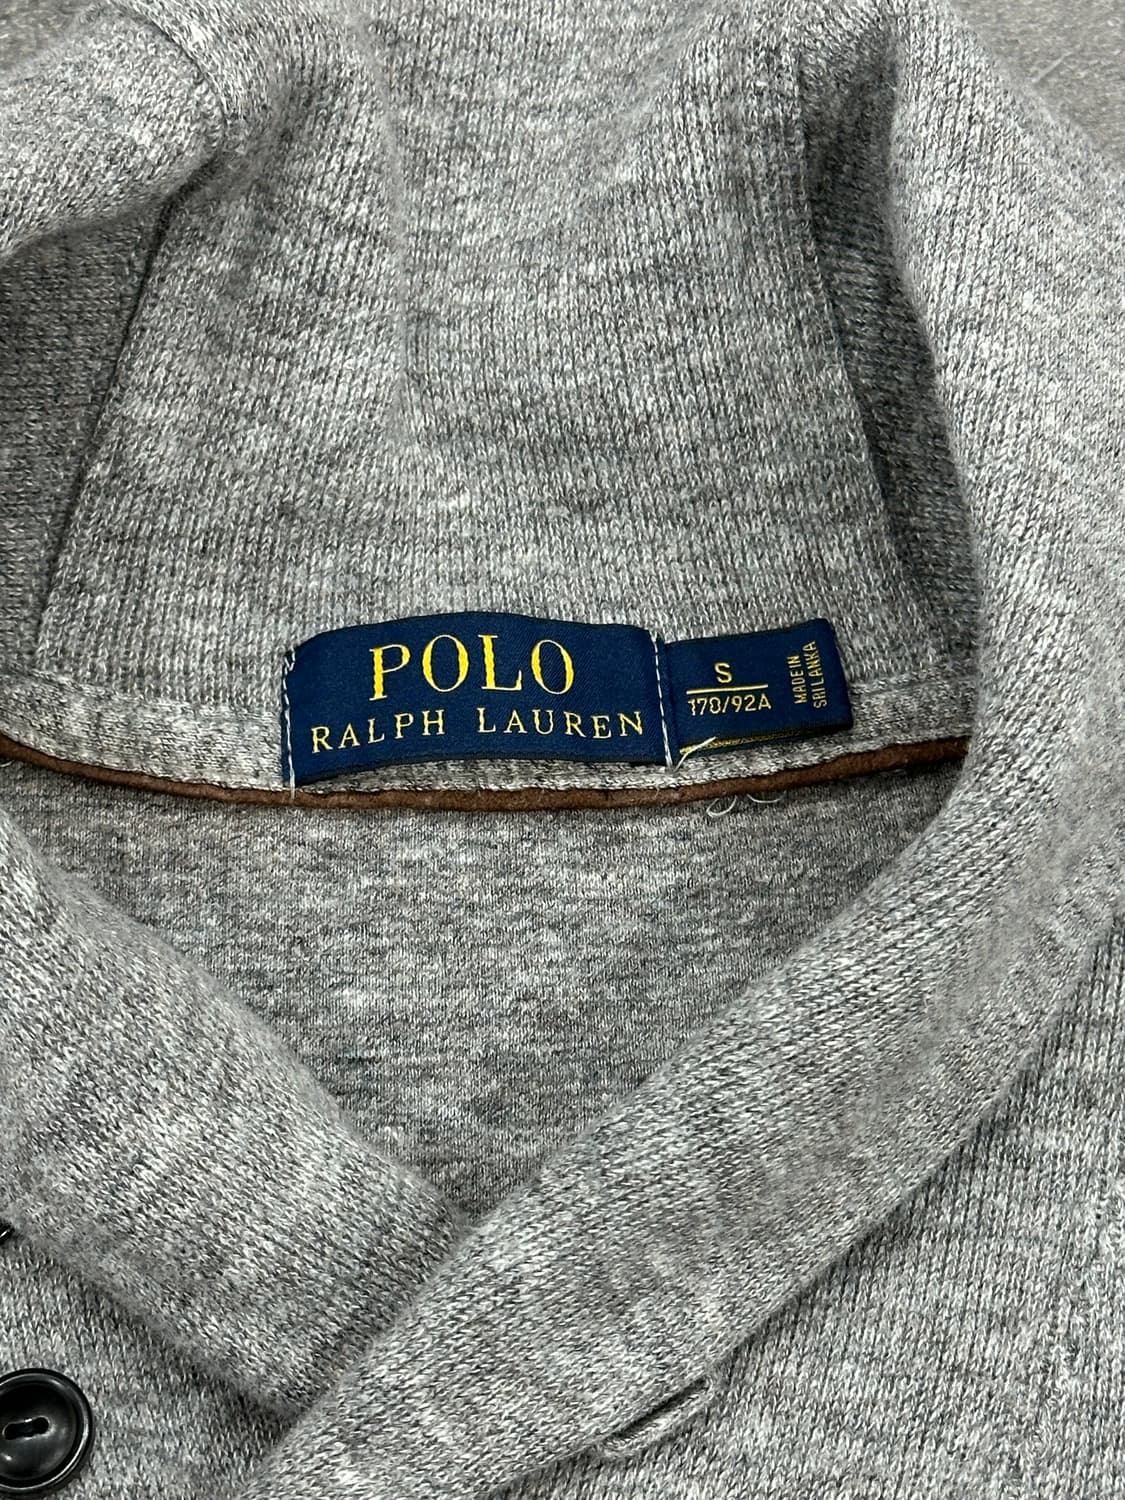 POLO
RALPH LAUREN
S
170/92A
MADE IN
SRI LANKA